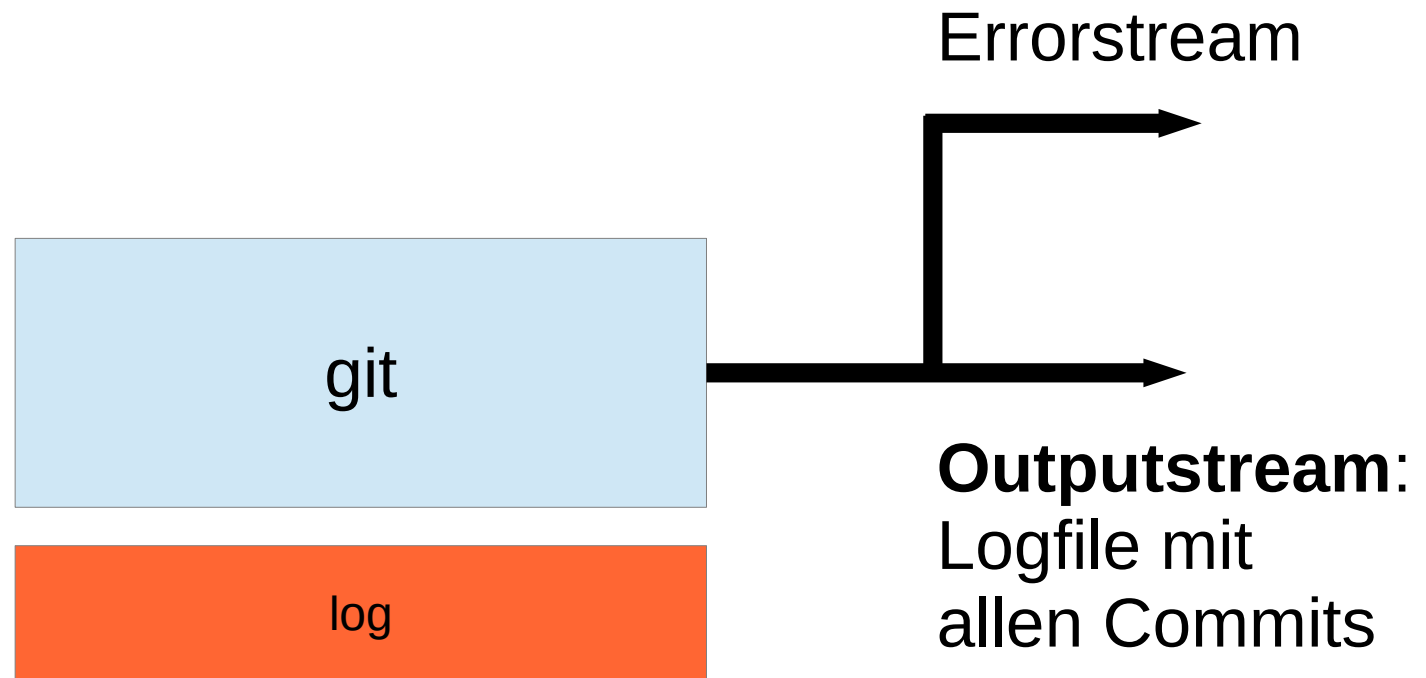 Errorstream
git
Outputstream:
Logfile mit
allen Commits
log